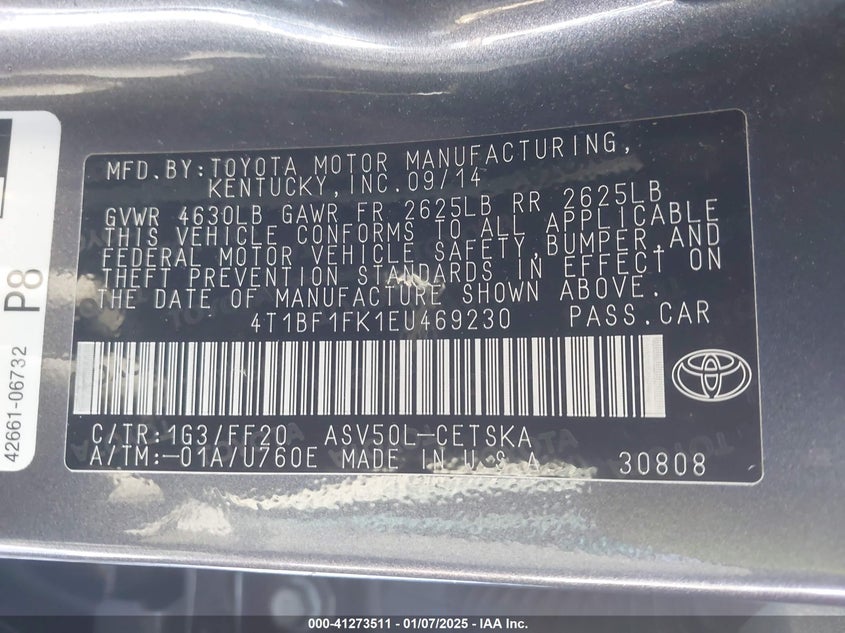 MFD.BY:TOYOTA MOTOR MANUFACTURING,
KENTUCKY,INC.09/14
GVWR 4630LB GAWR FR 2625LB RR 2625LB
THIS VEHICLE CONFORMS TO ALL APPLICABLE
FEDERAL MOTOR VEHICLE SAFETY,BUMPER,AND
THEFT PREVENTION STANDARDS IN EFFECT ON
THE DATE OF MANUFACTURE SHOWN ABOVE.
4T1BF1FK1EU469230 PASS.CAR
C/TR:1G3/FF20 ASV50L-CETSKA
A/TM:-01A/U760E MADE IN U.S.A 30808
P8
42661-06732
000-41273511 - 01/07/2025 - IAA Inc.